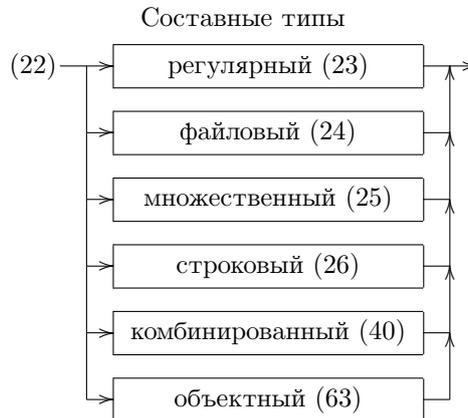 Составные типы
(22) регулярный (23)
файловый (24)
множественный (25)
строковый (26)
комбинированный (40)
объектный (63)